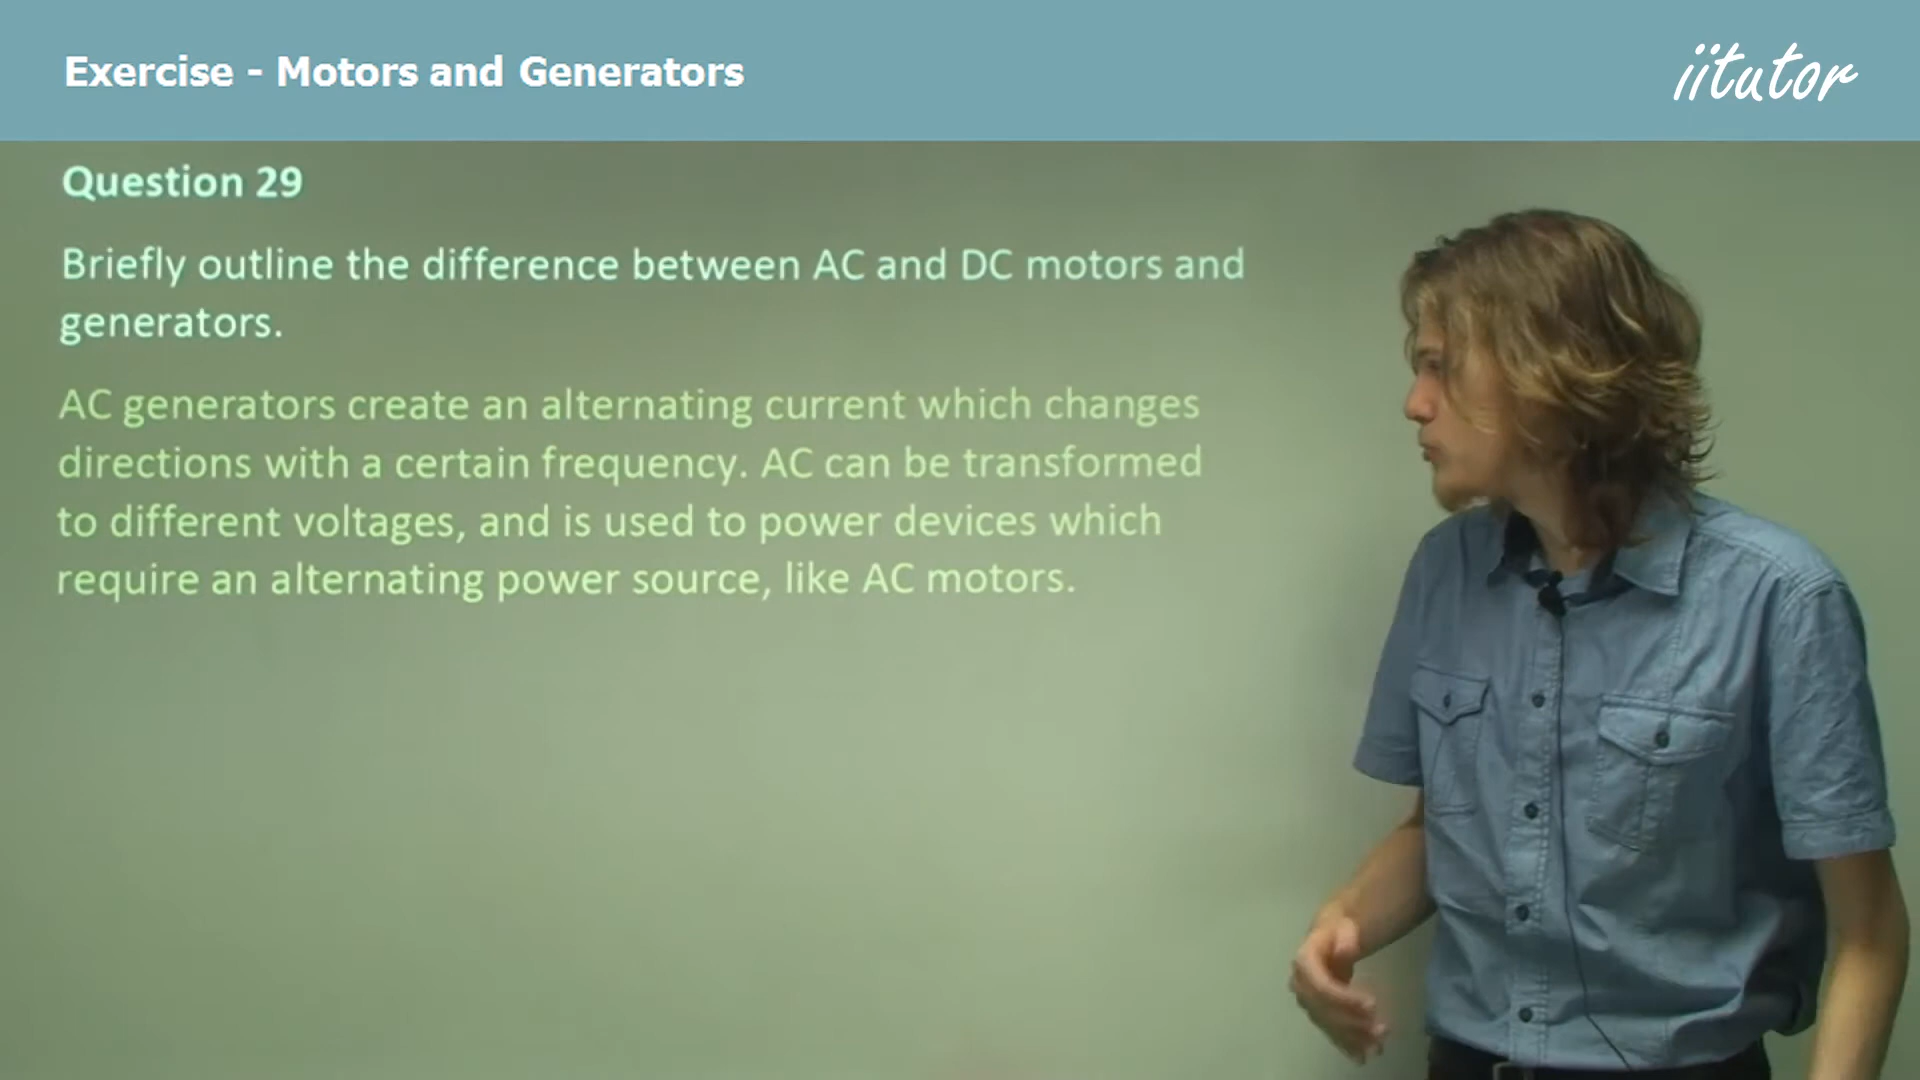 Exercise - Motors and Generators
iitutor
Question 29
Briefly outline the difference between AC and DC motors and
generators.
AC generators create an alternating current which changes
directions with a certain frequency. AC can be transformed
to different voltages, and is used to power devices which
require an alternating power source, like AC motors.